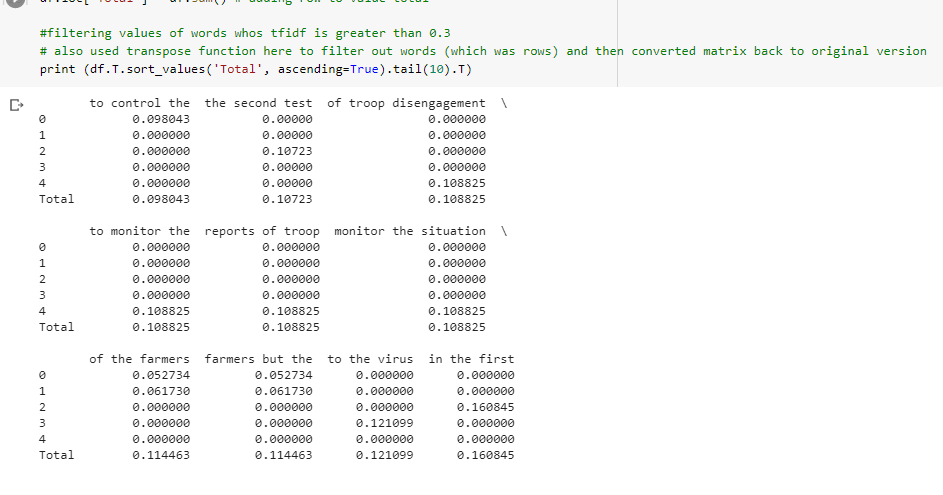 #filtering values of words whos tfidf is greater than 0.3
# also used transpose function here to filter out words (which was rows) and then converted matrix back to original version
print (df.T.sort_values('Total', ascending=True).tail(10).T)
to control the  the second test  of troop disengagement  \
0  0.098043  0.00000  0.000000
1  0.000000  0.00000  0.000000
2  0.000000  0.10723  0.000000
3  0.000000  0.00000  0.000000
4  0.000000  0.00000  0.108825
Total  0.098043  0.10723  0.108825
to monitor the  reports of troop  monitor the situation  \
0  0.000000  0.000000  0.000000
1  0.000000  0.000000  0.000000
2  0.000000  0.000000  0.000000
3  0.000000  0.000000  0.000000
4  0.108825  0.108825  0.108825
Total  0.108825  0.108825  0.108825
of the farmers  farmers but the  to the virus  in the first
0  0.052734  0.052734  0.000000  0.000000
1  0.061730  0.061730  0.000000  0.000000
2  0.000000  0.000000  0.000000  0.160845
3  0.000000  0.000000  0.121099  0.000000
4  0.000000  0.000000  0.000000  0.000000
Total  0.114463  0.114463  0.121099  0.160845